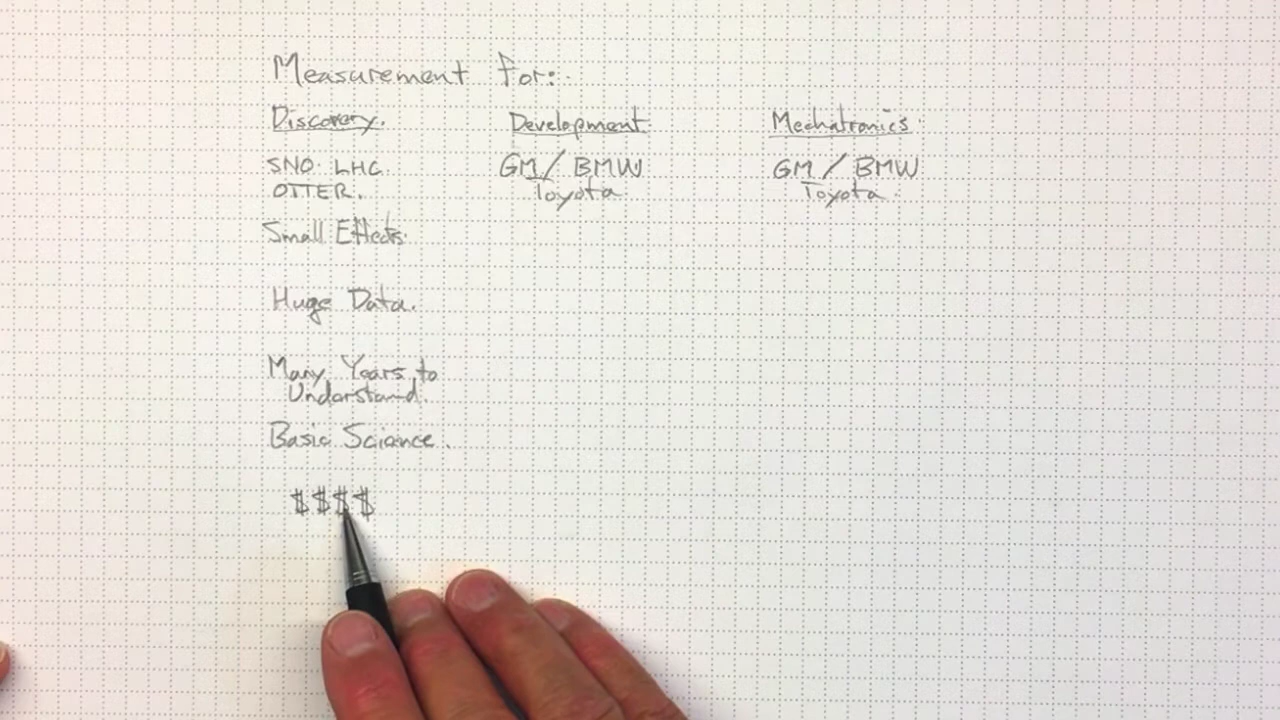 Measurement for:
Discovery. Development Mechatronics
SNO LHC. GM / BMW GM / BMW
OTTER. Toyota Toyota
Small Effects.
Huge Data.
Many Years to
Understand.
Basic Science.
$$$$